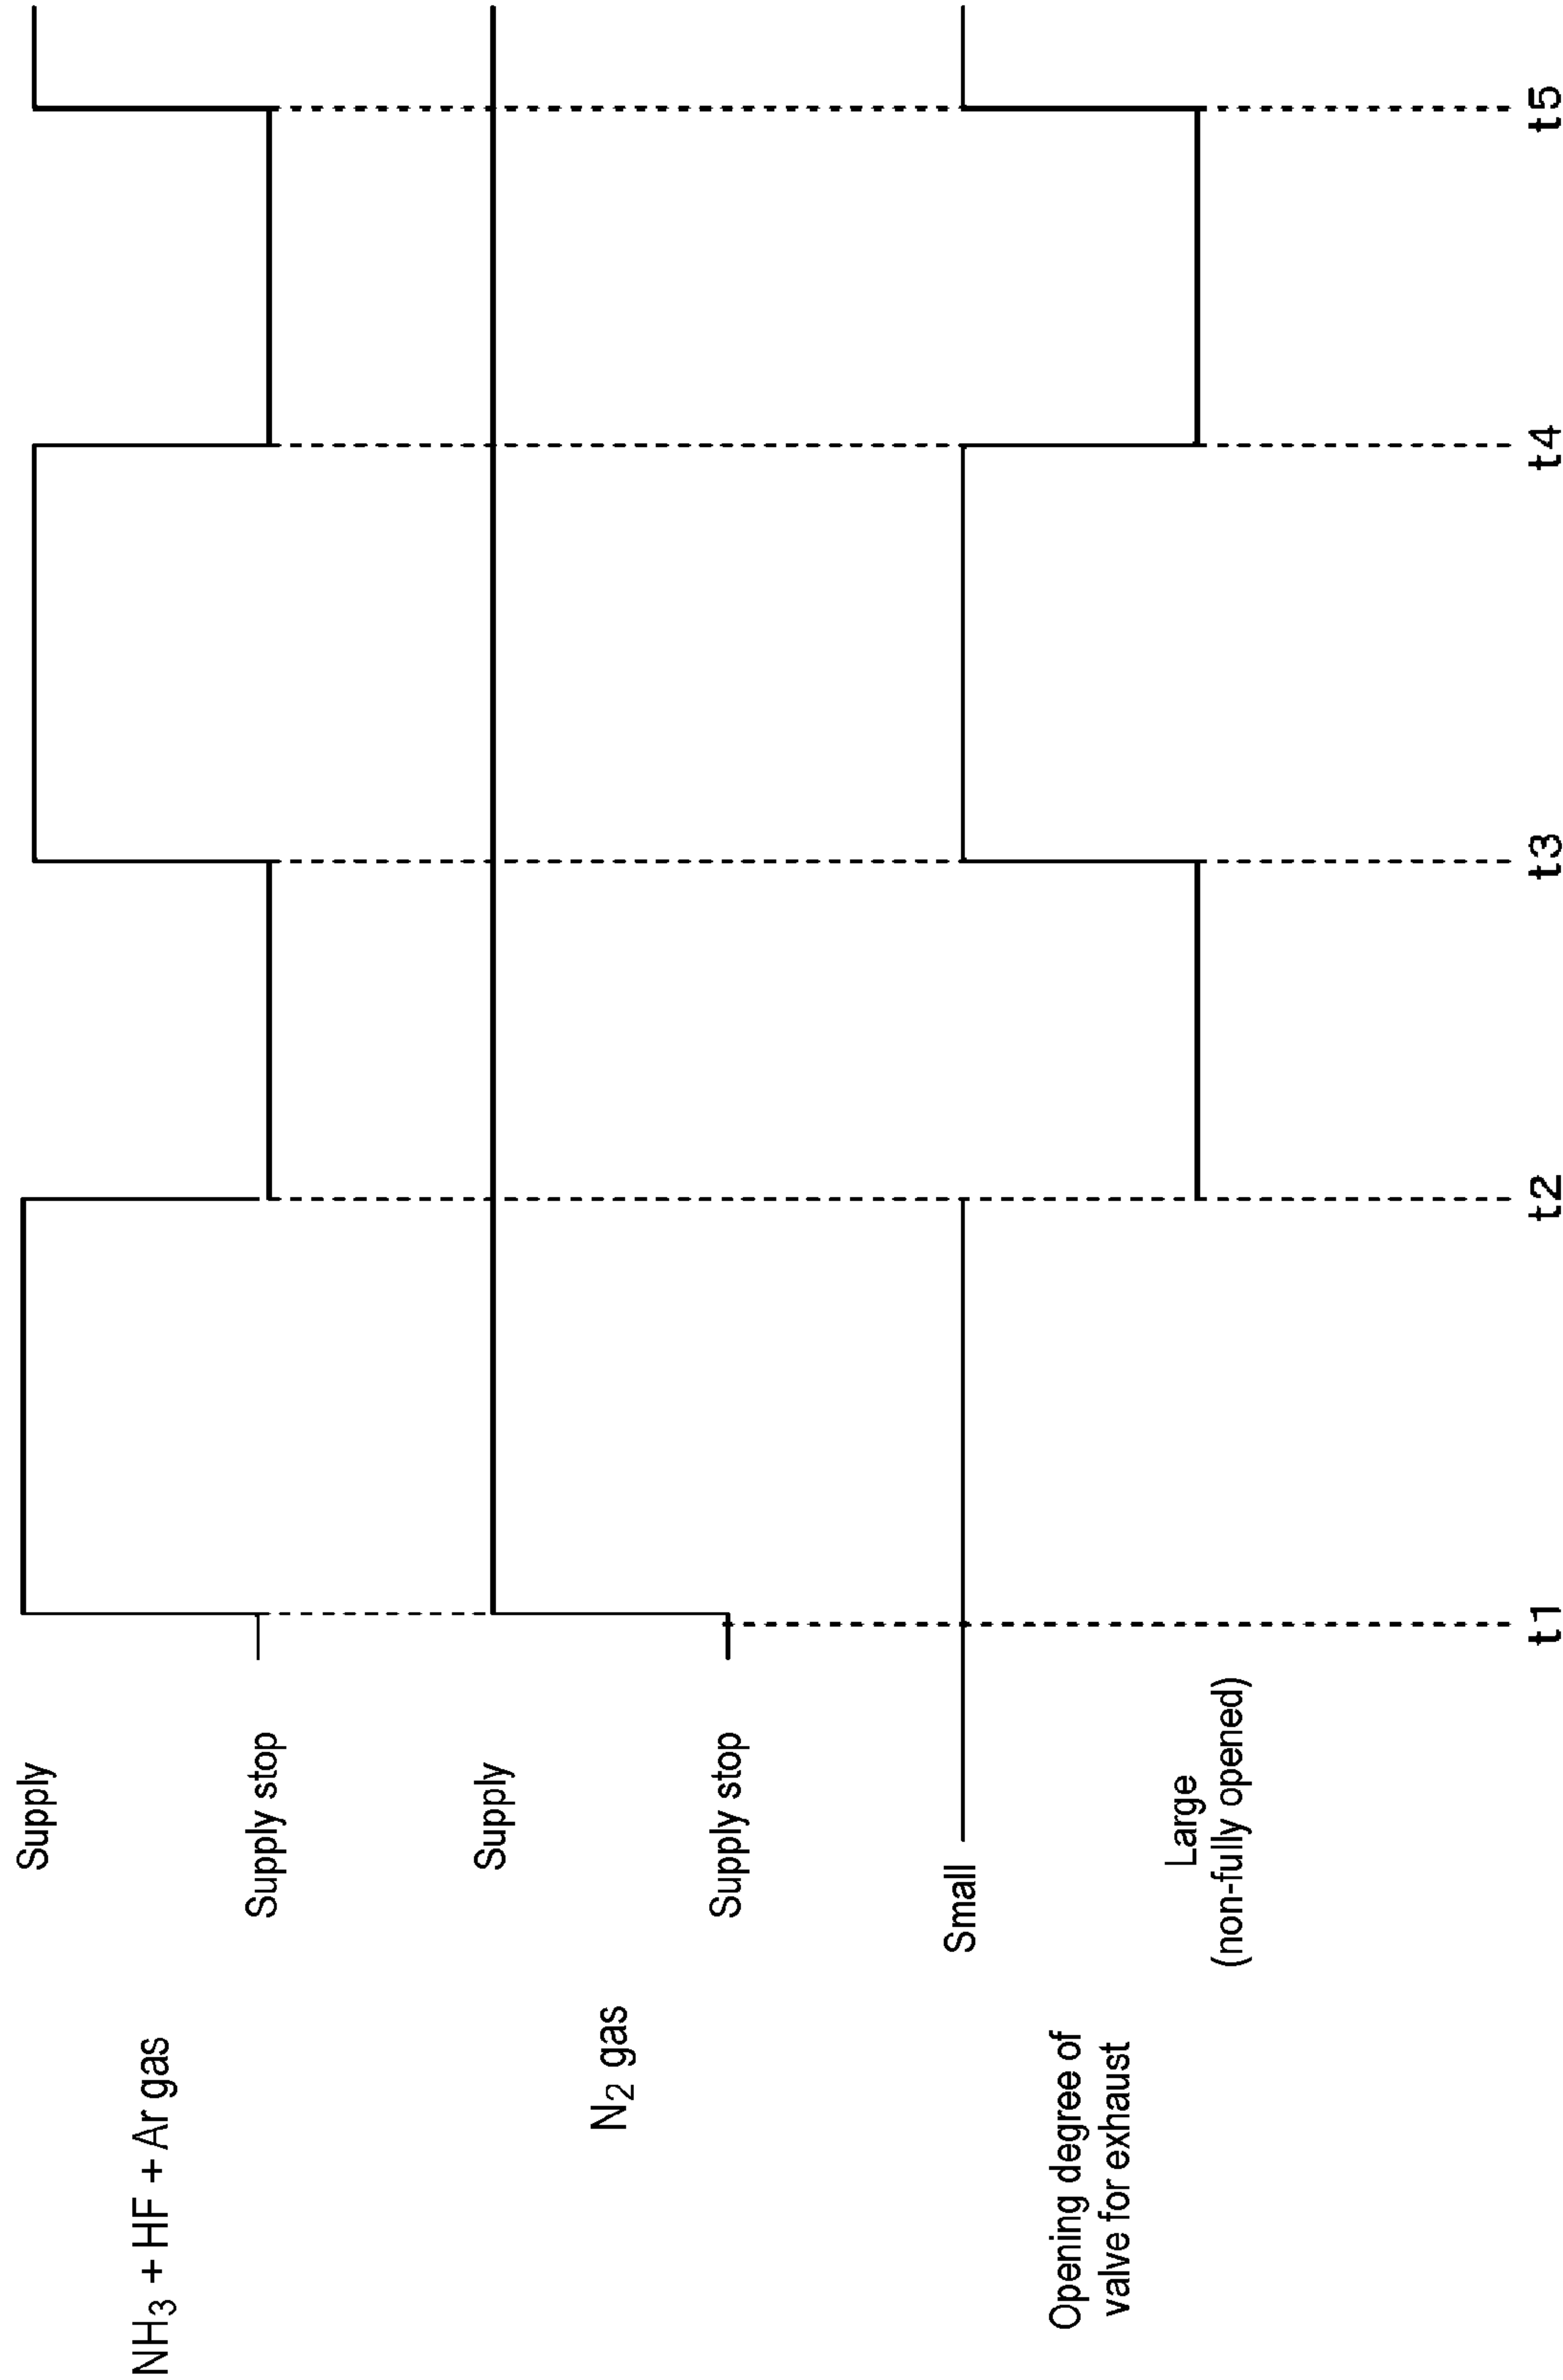 Supply
NH3 + HF + Ar gas
Supply stop
Supply
N2 gas
Supply stop
Small
Opening degree of
valve for exhaust
Large
(non-fully opened)
t1
t2
t3
t4
t5